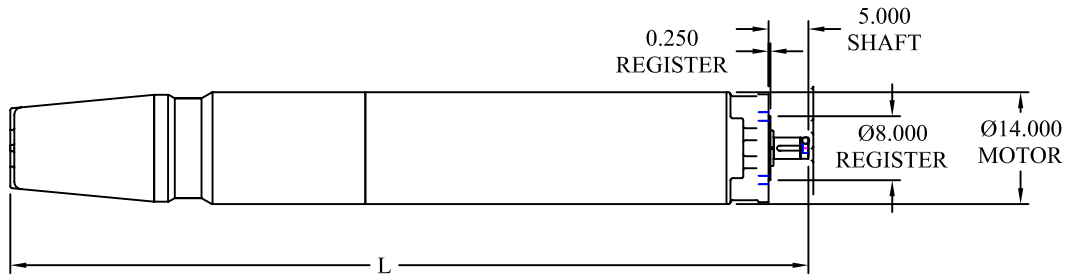 5.000
SHAFT
0.250
REGISTER
Ø8.000
REGISTER
Ø14.000
MOTOR
L